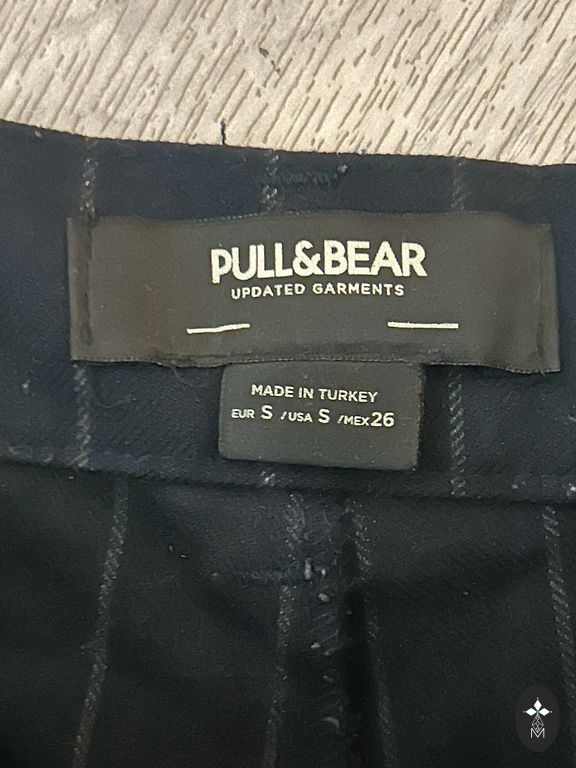 PULL&BEAR
UPDATED GARMENTS
MADE IN TURKEY
EUR S /USA S /MEX 26
M